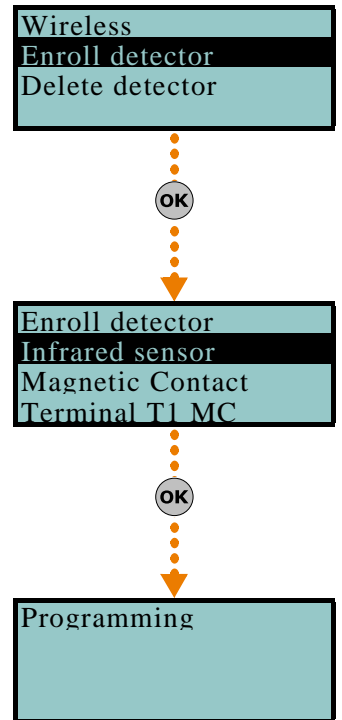 Wireless
Enroll detector
Delete detector
OK
Enroll detector
Infrared sensor
Magnetic Contact
Terminal T1 MC
OK
Programming